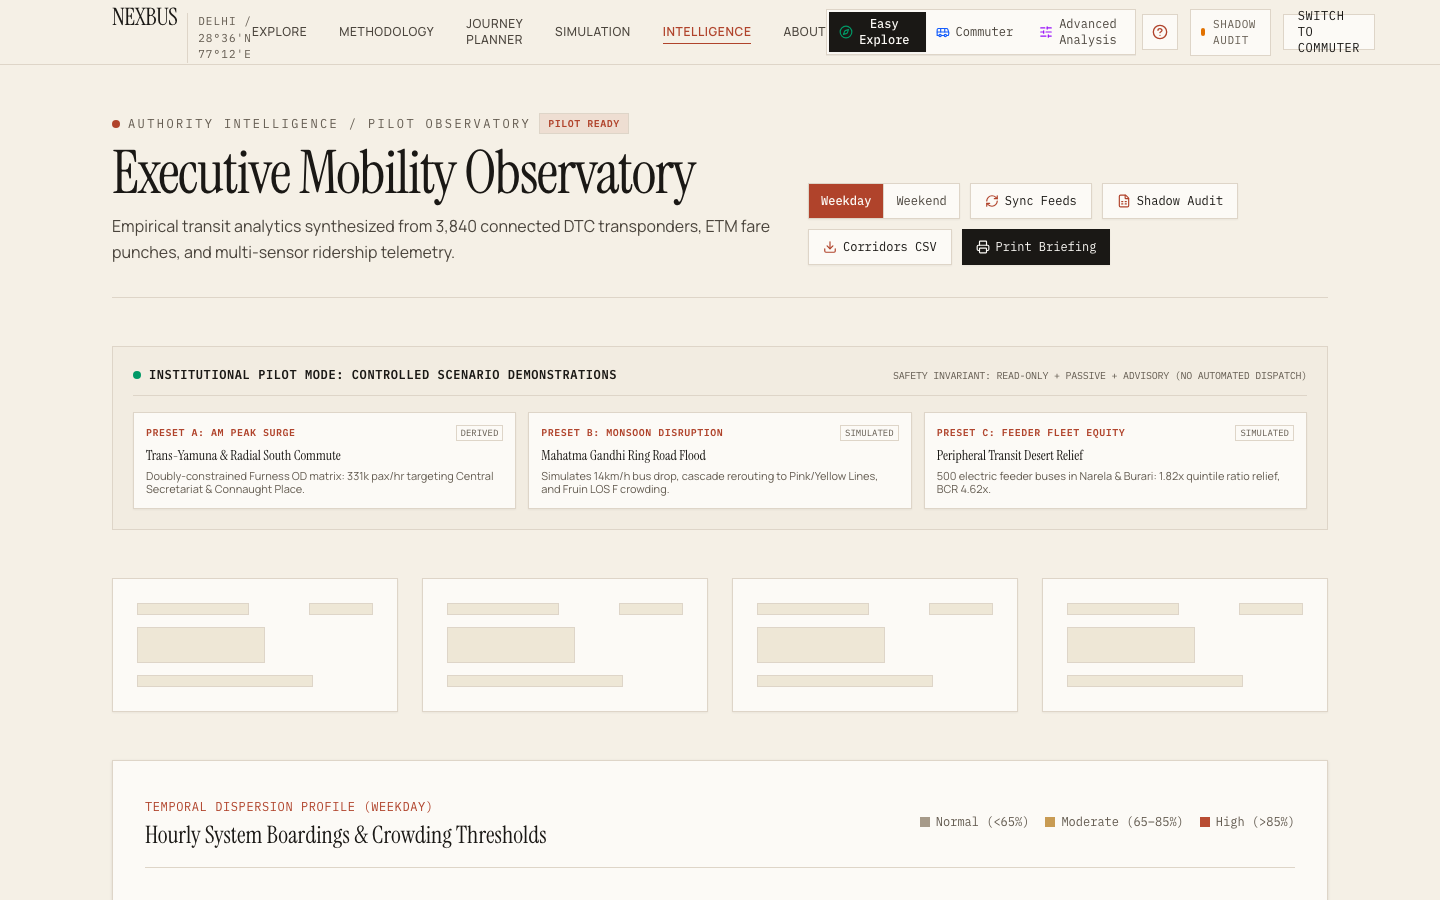 NEXBUS
DELHI /
28°36'N
77°12'E
EXPLORE
METHODOLOGY
JOURNEY
PLANNER
SIMULATION
INTELLIGENCE
ABOUT
Easy
Explore
Commuter
Advanced
Analysis
SHADOW
AUDIT
SWITCH
TO
COMMUTER
AUTHORITY INTELLIGENCE / PILOT OBSERVATORY
PILOT READY
Executive Mobility Observatory
Empirical transit analytics synthesized from 3,840 connected DTC transponders, ETM fare
punches, and multi-sensor ridership telemetry.
Weekday
Weekend
Sync Feeds
Shadow Audit
Corridors CSV
Print Briefing
INSTITUTIONAL PILOT MODE: CONTROLLED SCENARIO DEMONSTRATIONS
SAFETY INVARIANT: READ-ONLY + PASSIVE + ADVISORY (NO AUTOMATED DISPATCH)
PRESET A: AM PEAK SURGE
DERIVED
Trans-Yamuna & Radial South Commute
Doubly-constrained Furness OD matrix: 331k pax/hr targeting Central
Secretariat & Connaught Place.
PRESET B: MONSOON DISRUPTION
SIMULATED
Mahatma Gandhi Ring Road Flood
Simulates 14km/h bus drop, cascade rerouting to Pink/Yellow Lines,
and Fruin LOS F crowding.
PRESET C: FEEDER FLEET EQUITY
SIMULATED
Peripheral Transit Desert Relief
500 electric feeder buses in Narela & Burari: 1.82x quintile ratio relief,
BCR 4.62x.
TEMPORAL DISPERSION PROFILE (WEEKDAY)
Hourly System Boardings & Crowding Thresholds
Normal (<65%)
Moderate (65–85%)
High (>85%)